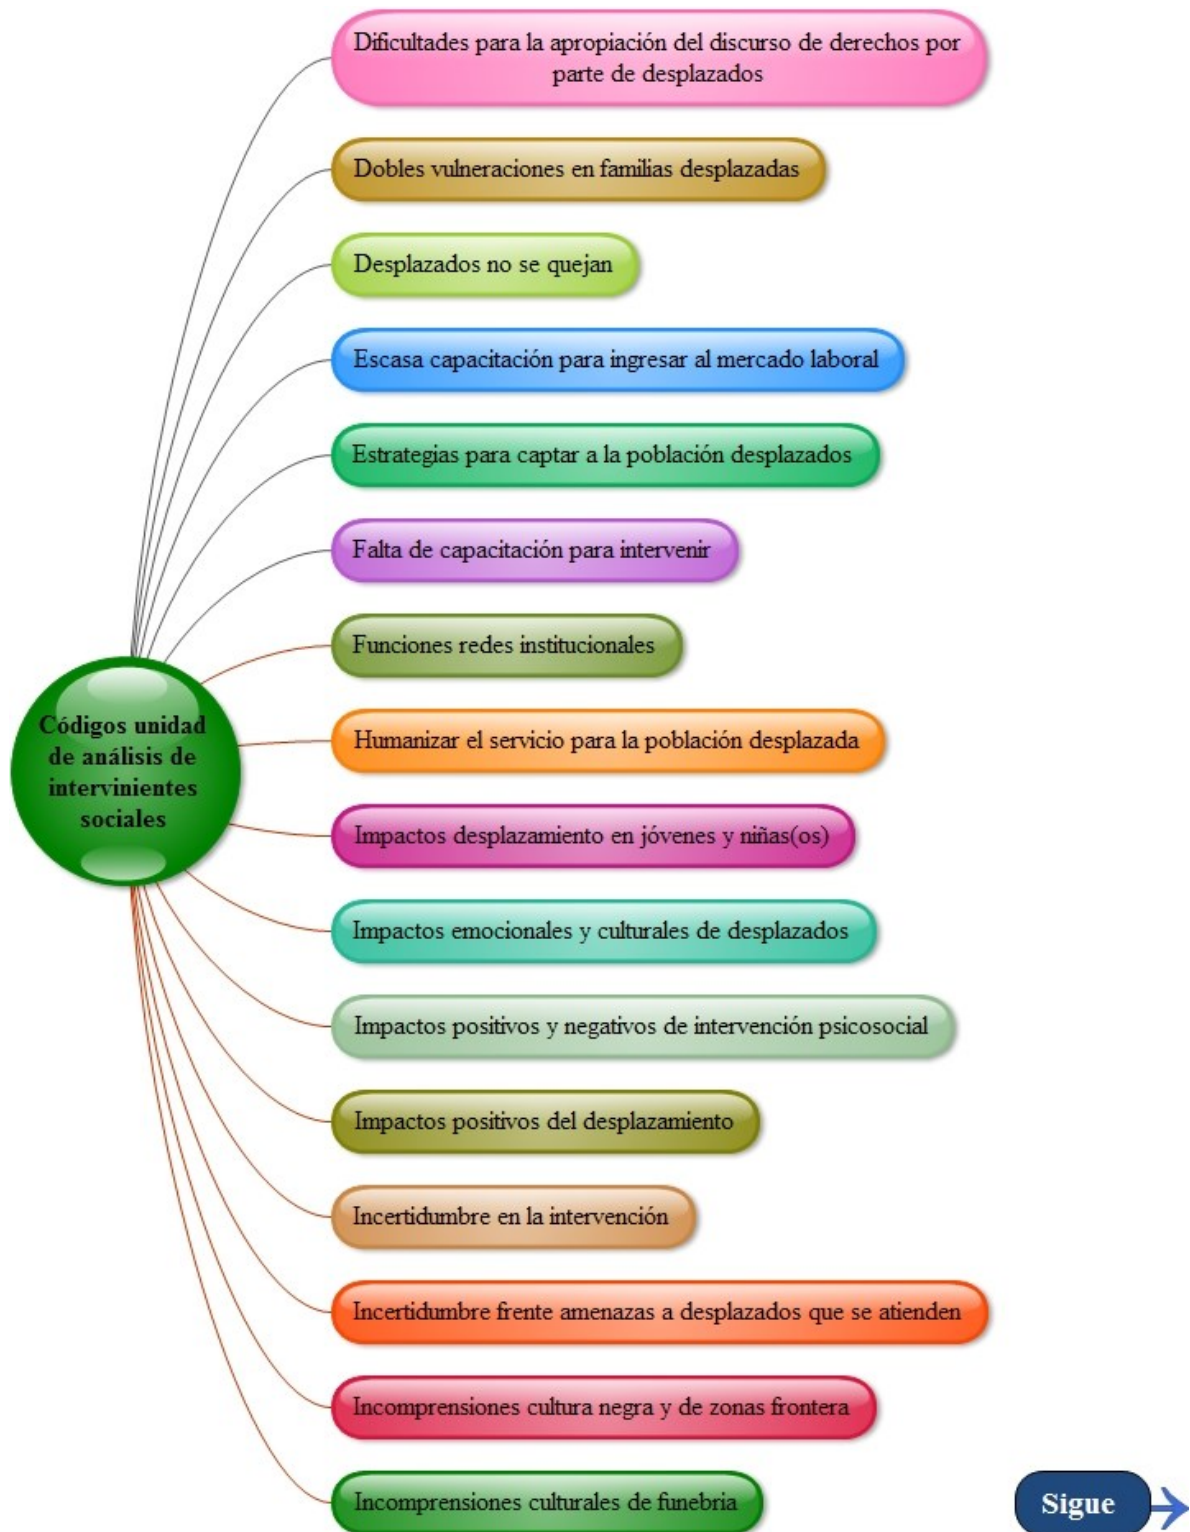 Dificultades para la apropiación del discurso de derechos por
parte de desplazados
Dobles vulneraciones en familias desplazadas
Desplazados no se quejan
Escasa capacitación para ingresar al mercado laboral
Estrategias para captar a la población desplazados
Falta de capacitación para intervenir
Funciones redes institucionales
Códigos unidad
de análisis de
intervinientes
sociales
Humanizar el servicio para la población desplazada
Impactos desplazamiento en jóvenes y niñas(os)
Impactos emocionales y culturales de desplazados
Impactos positivos y negativos de intervención psicosocial
Impactos positivos del desplazamiento
Incertidumbre en la intervención
Incertidumbre frente amenazas a desplazados que se atienden
Incomprensiones cultura negra y de zonas frontera
Incomprensiones culturales de funebria
Sigue